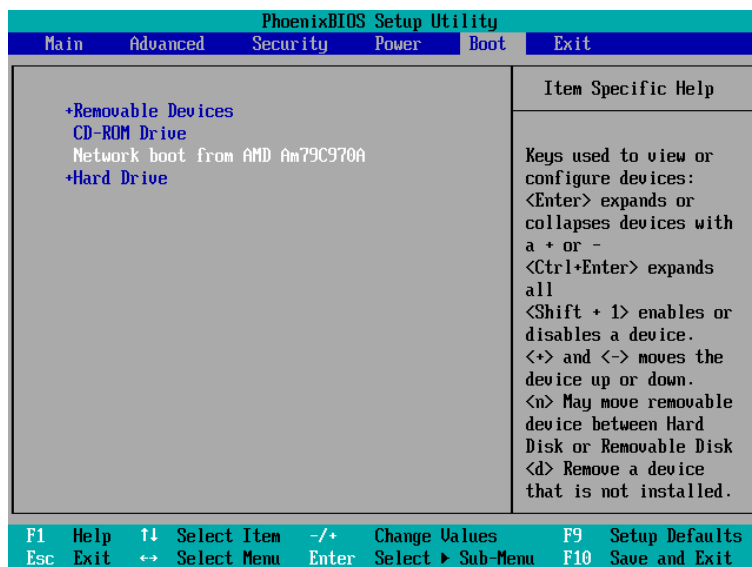 PhoenixBIOS Setup Utility
Main Advanced Security Power Boot Exit
+Removable Devices
CD-ROM Drive
Network boot from AMD Am79C970A
+Hard Drive
Item Specific Help
Keys used to view or
configure devices:
<Enter> expands or
collapses devices with
a + or -
<Ctrl+Enter> expands
all
<Shift + 1> enables or
disables a device.
<+> and <-> moves the
device up or down.
<n> May move removable
device between Hard
Disk or Removable Disk
<d> Remove a device
that is not installed.
F1 Help ↑↓ Select Item -/+ Change Values F9 Setup Defaults
Esc Exit ↔ Select Menu Enter Select ▶ Sub-Menu F10 Save and Exit